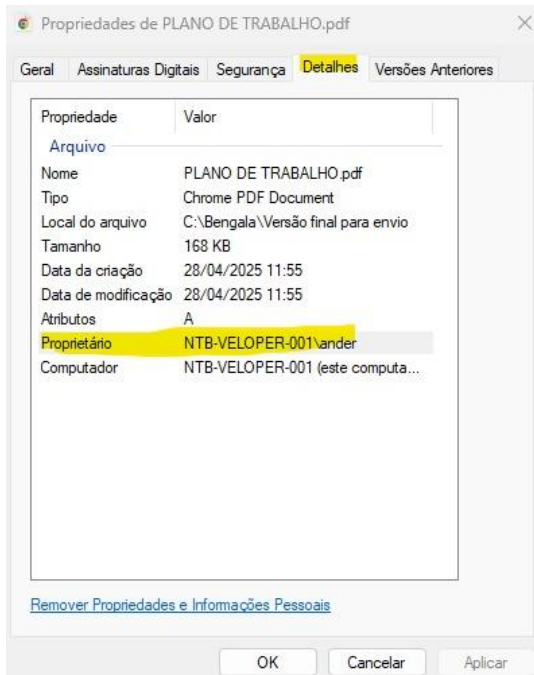 Propriedades de PLANO DE TRABALHO.pdf
Geral Assinaturas Digitais Segurança Detalhes Versões Anteriores
Propriedade Valor
Arquivo
Nome PLANO DE TRABALHO.pdf
Tipo Chrome PDF Document
Local do arquivo C:\Bengala\Versão final para envio
Tamanho 168 KB
Data da criação 28/04/2025 11:55
Data de modificação 28/04/2025 11:55
Atributos A
Proprietário NTB-VELOPER-001\ander
Computador NTB-VELOPER-001 (este computa...
Remover Propriedades e Informações Pessoais
OK Cancelar Aplicar